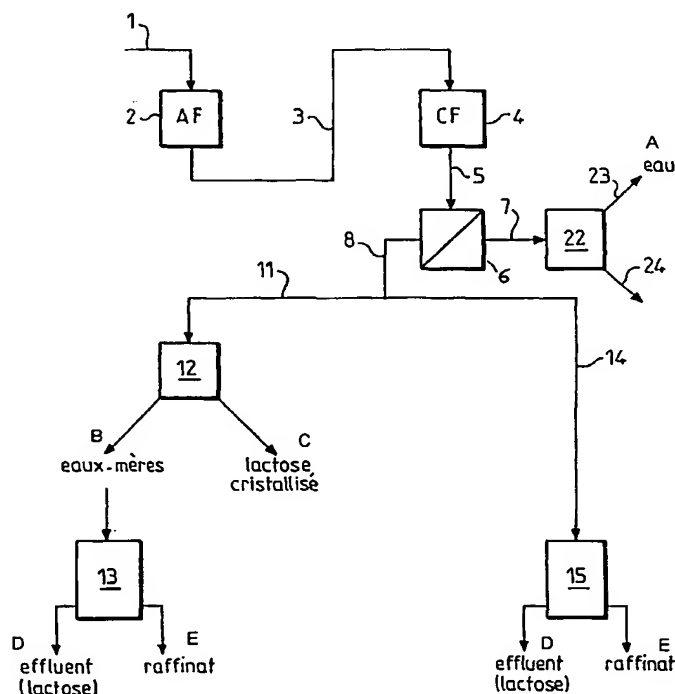 1
2
AF
3
CF
4
5
A
eau
23
7
22
24
8
6
11
12
14
B
C
eaux-mères
lactose
cristallisé
13
15
D
E
effluent
(lactose)
raffinat
D
E
effluent
(lactose)
raffinat